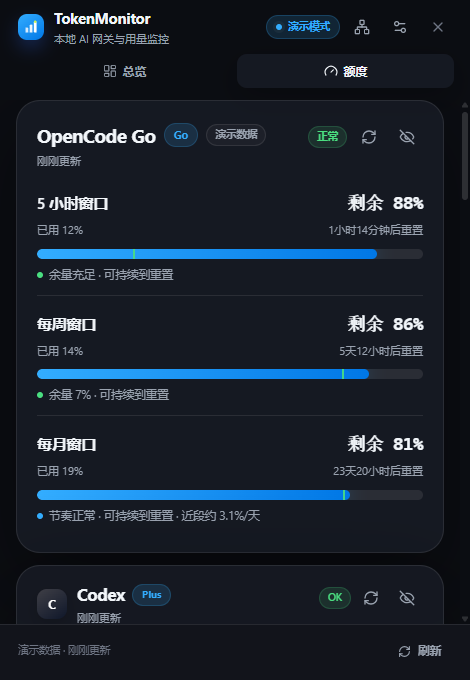 TokenMonitor
本地 AI 网关与用量监控
演示模式
总览
额度
OpenCode Go
Go
演示数据
正常
刚刚更新
5 小时窗口
剩余 88%
已用 12%
1小时14分钟后重置
余量充足 · 可持续到重置
每周窗口
剩余 86%
已用 14%
5天12小时后重置
余量 7% · 可持续到重置
每月窗口
剩余 81%
已用 19%
23天20小时后重置
节奏正常 · 可持续到重置 · 近段约 3.1%/天
C
Codex
Plus
OK
刚刚更新
演示数据 · 刚刚更新
刷新